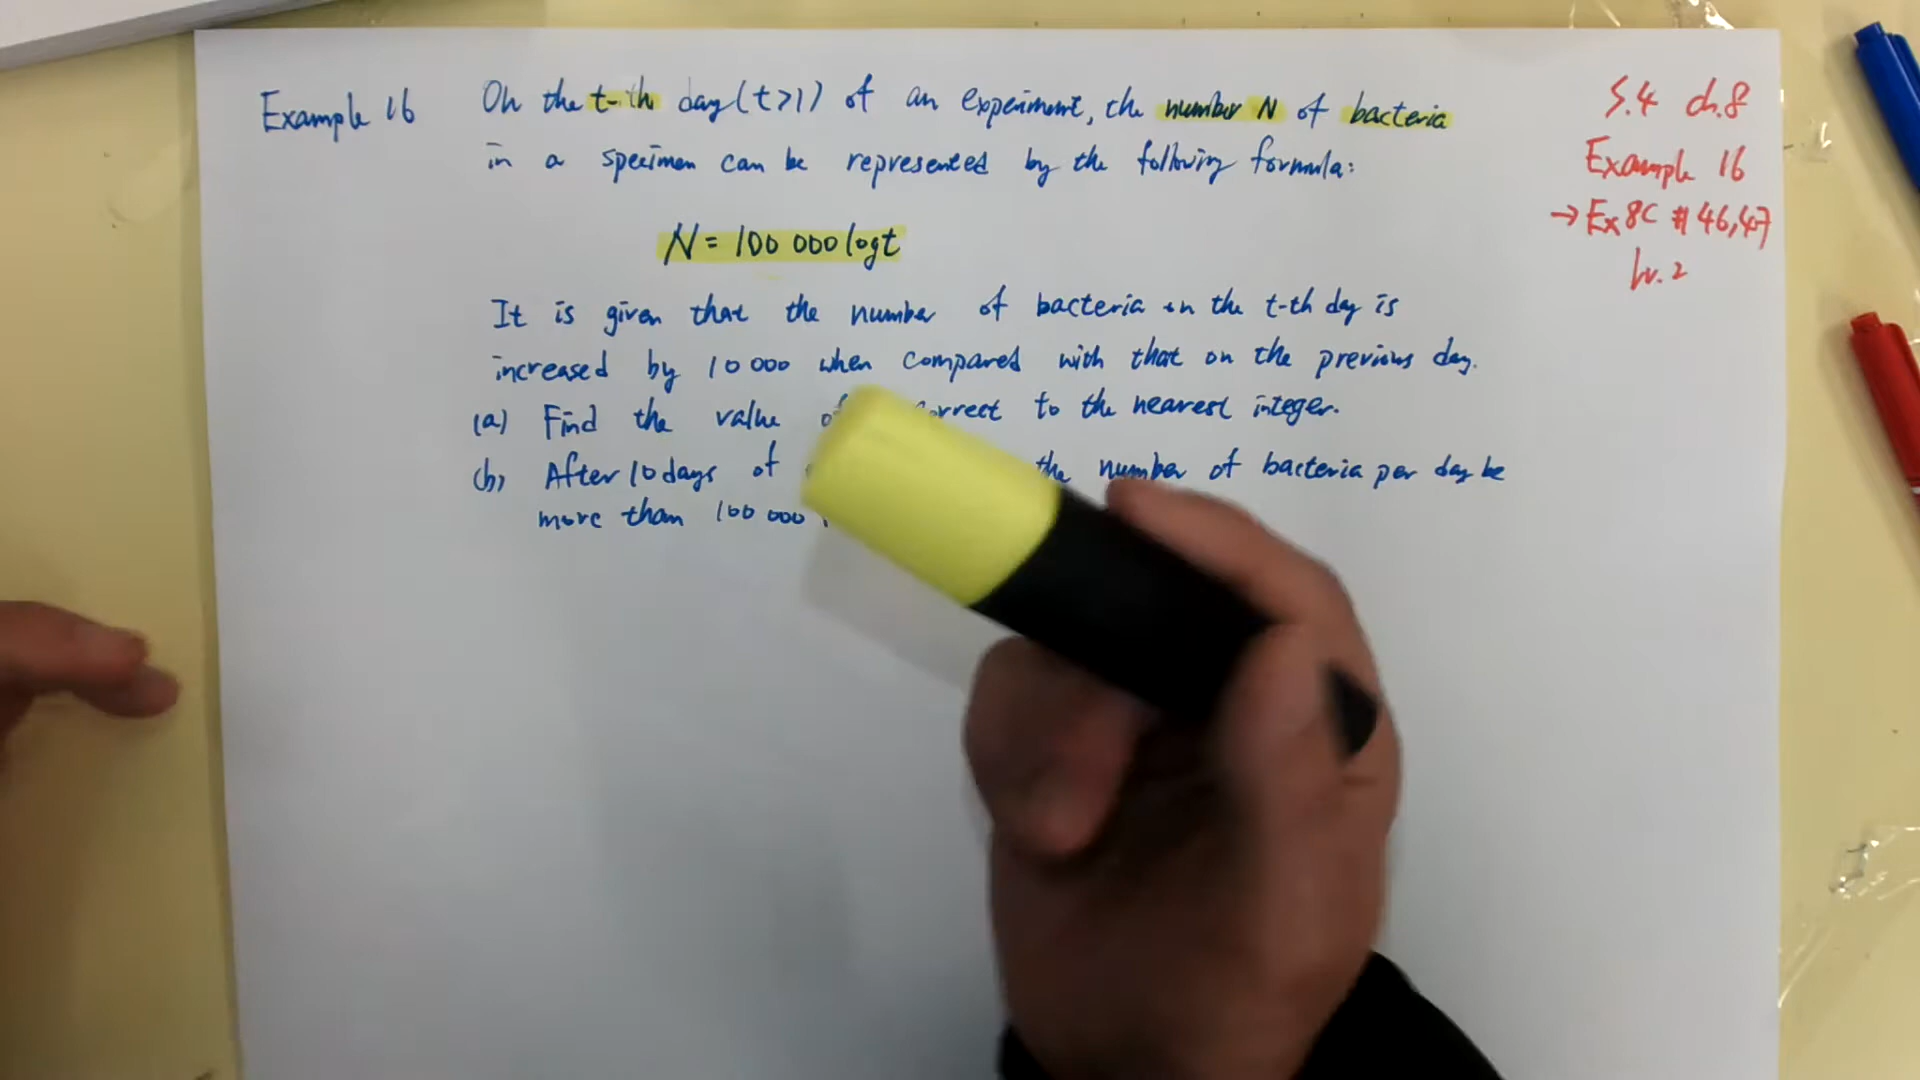 Example 16 On the t-th day (t>1) of an experiment, the number N of bacteria
in a specimen can be represented by the following formula:
N = 100 000 log t
It is given that the number of bacteria on the t-th day is
increased by 10 000 when compared with that on the previous day.
(a) Find the value correct to the nearest integer.
(b) After 10 days of the number of bacteria per day be
more than 100 000
S.4 ch.8
Example 16
→ Ex 8C # 46,47
Lv. 2